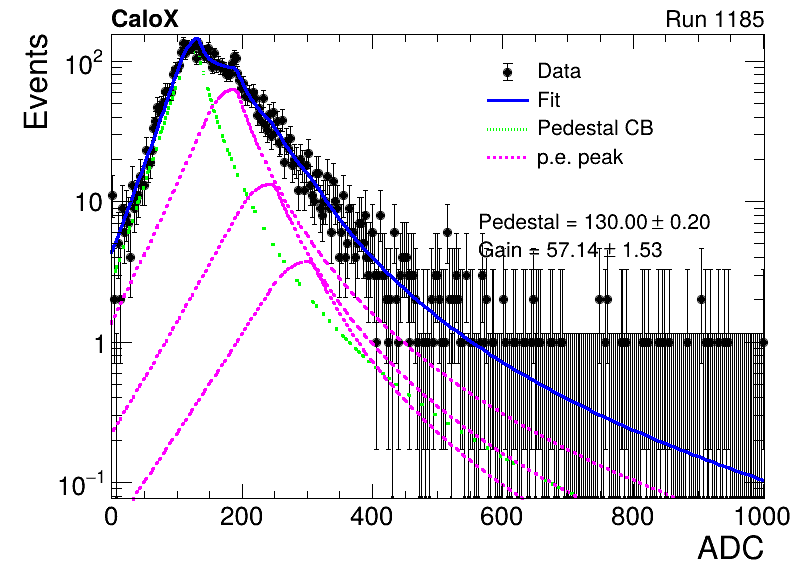 CaloX Run 1185
Events
Data
Fit
Pedestal CB
p.e. peak
Pedestal = 130.00 ± 0.20
Gain = 57.14 ± 1.53
10²
10
1
10⁻¹
0 200 400 600 800 1000
ADC